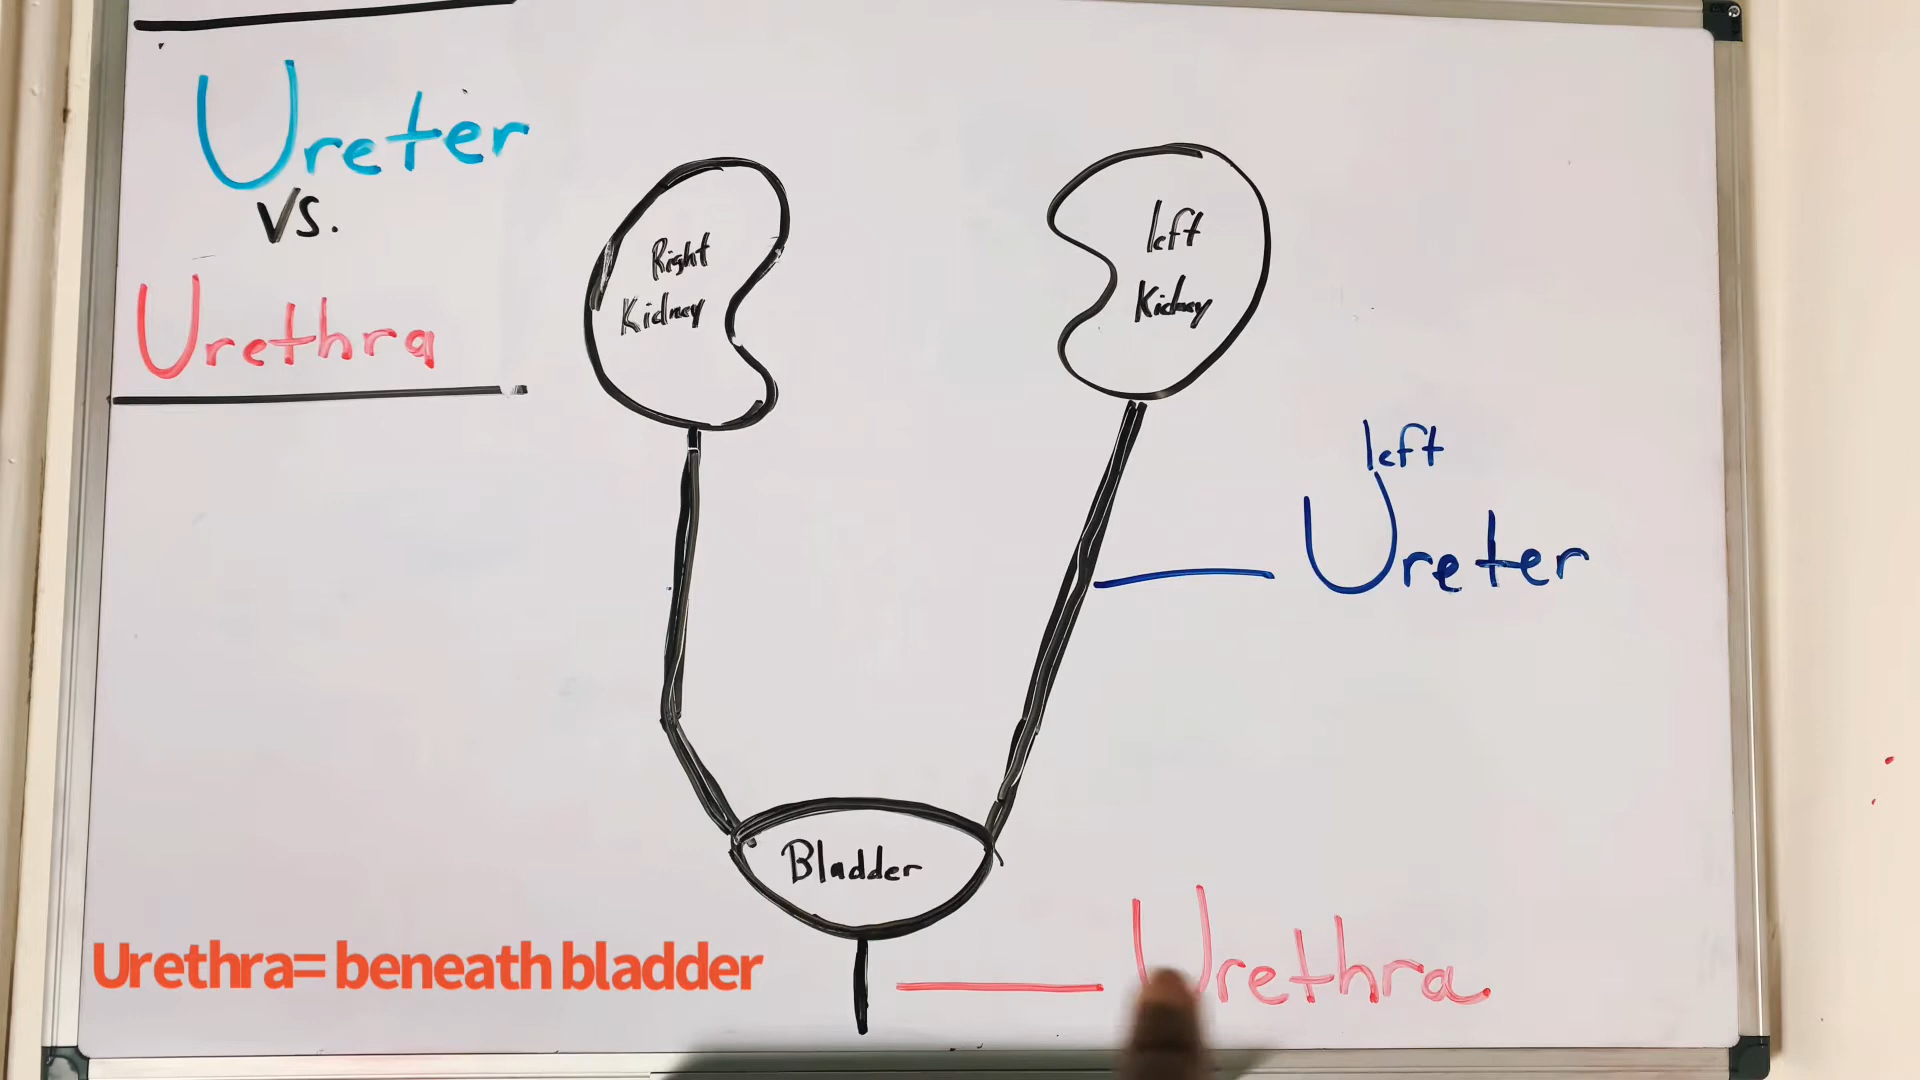 Ureter
vs.
Urethra
Right
Kidney
left
Kidney
left
Ureter
Bladder
Urethra
Urethra= beneath bladder